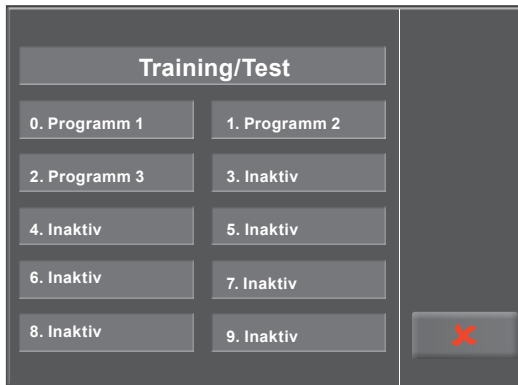 Training/Test
0. Programm 1
1. Programm 2
2. Programm 3
3. Inaktiv
4. Inaktiv
5. Inaktiv
6. Inaktiv
7. Inaktiv
8. Inaktiv
9. Inaktiv